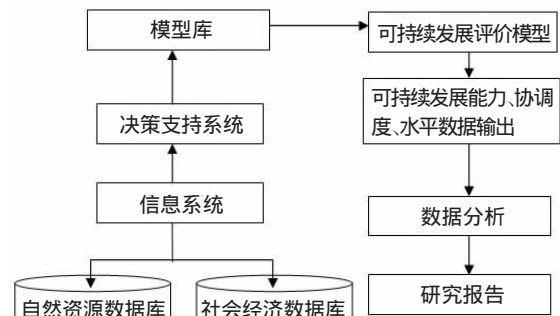 模型库
可持续发展评价模型
决策支持系统
可持续发展能力、协调
度、水平数据输出
信息系统
数据分析
自然资源数据库
社会经济数据库
研究报告